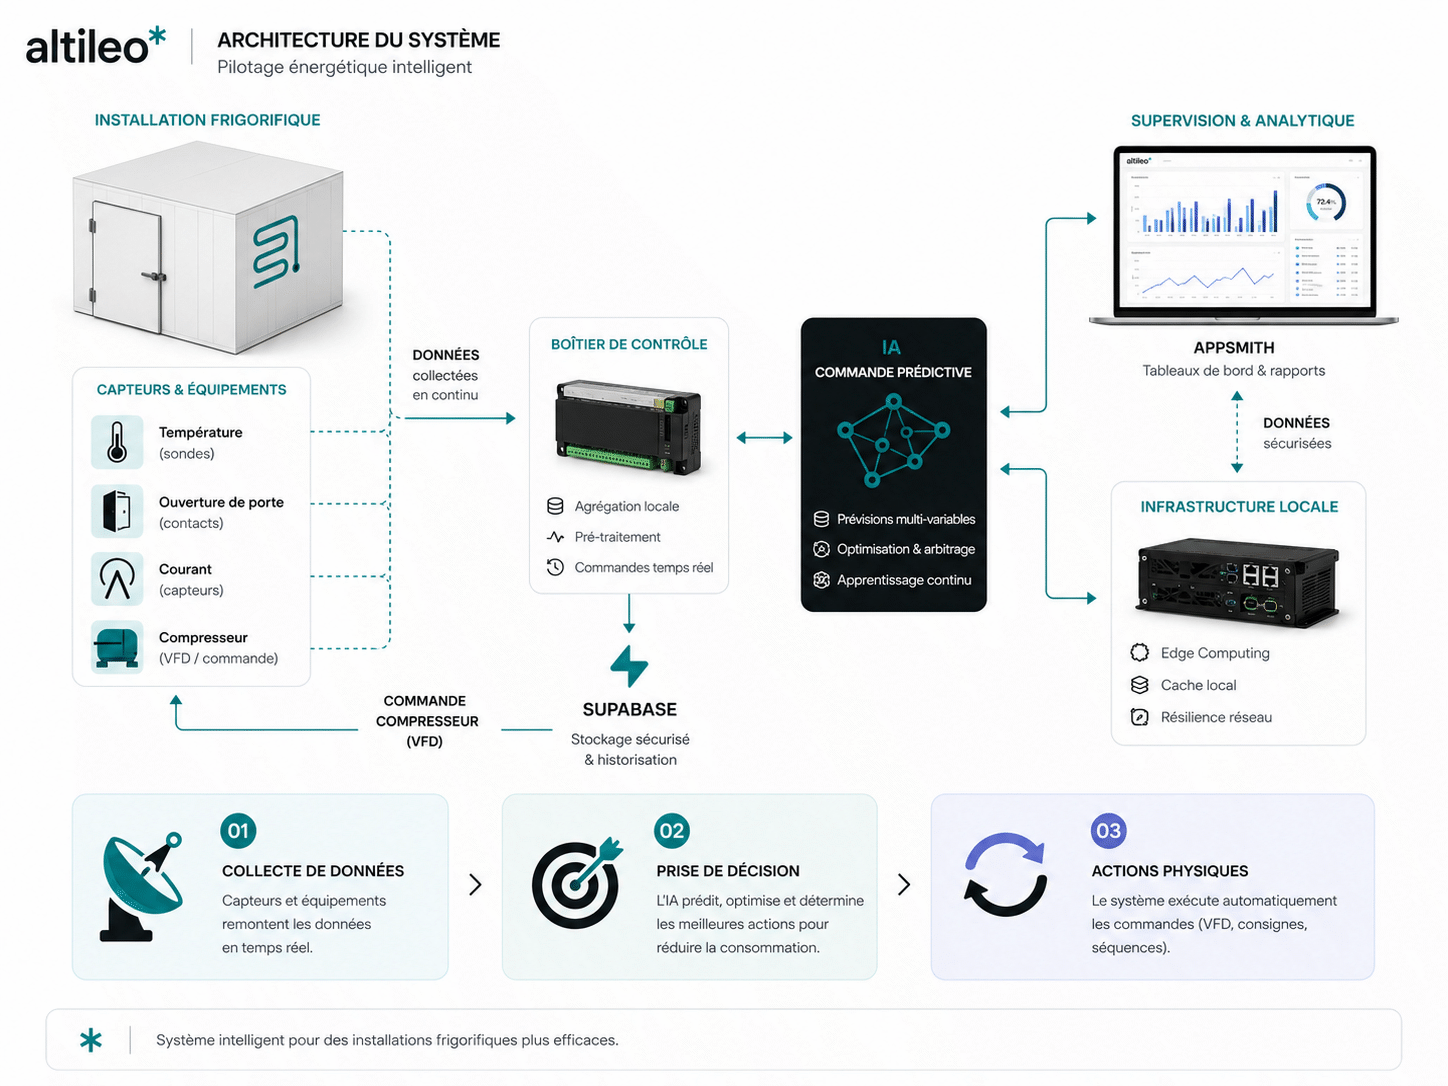 altileo*
ARCHITECTURE DU SYSTÈME
Pilotage énergétique intelligent
INSTALLATION FRIGORIFIQUE
SUPERVISION & ANALYTIQUE
altileo*
72.4%
APPSMITH
Tableaux de bord & rapports
DONNÉES
sécurisées
CAPTEURS & ÉQUIPEMENTS
Température
(sondes)
Ouverture de porte
(contacts)
Courant
(capteurs)
Compresseur
(VFD / commande)
DONNÉES
collectées
en continu
BOÎTIER DE CONTRÔLE
Agrégation locale
Pré-traitement
Commandes temps réel
IA
COMMANDE PRÉDICTIVE
Prévisions multi-variables
Optimisation & arbitrage
Apprentissage continu
INFRASTRUCTURE LOCALE
Edge Computing
Cache local
Résilience réseau
COMMANDE
COMPRESSEUR
(VFD)
SUPABASE
Stockage sécurisé
& historisation
01
COLLECTE DE DONNÉES
Capteurs et équipements
remontent les données
en temps réel.
02
PRISE DE DÉCISION
L'IA prédit, optimise et détermine
les meilleures actions pour
réduire la consommation.
03
ACTIONS PHYSIQUES
Le système exécute automatiquement
les commandes (VFD, consignes,
séquences).
Système intelligent pour des installations frigorifiques plus efficaces.